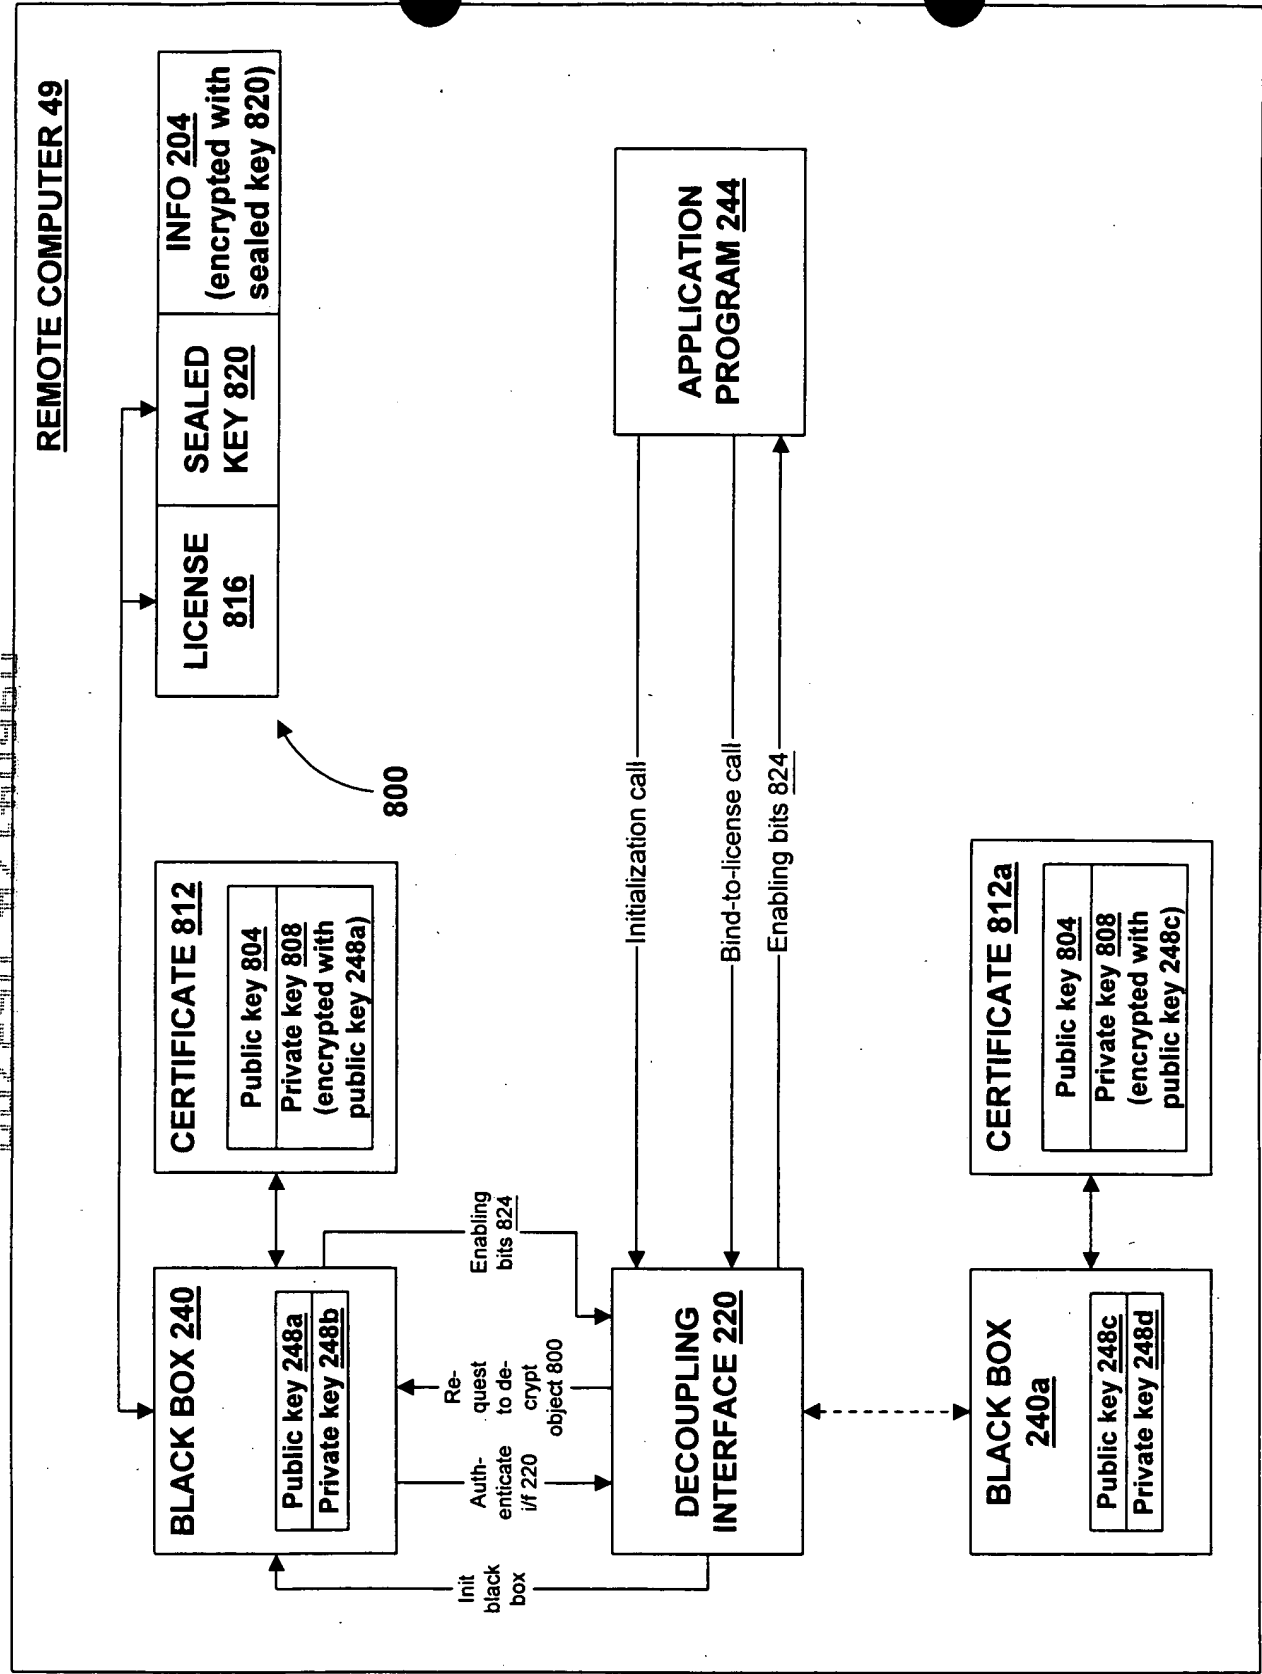 REMOTE COMPUTER 49
BLACK BOX 240
Public key 248a
Private key 248b
CERTIFICATE 812
Public key 804
Private key 808
(encrypted with
public key 248a)
LICENSE
816
SEALED
KEY 820
INFO 204
(encrypted with
sealed key 820)
800
Init
black
box
Auth-
enticate
i/f 220
Re-
quest
to de-
crypt
object 800
Enabling
bits 824
DECOUPLING
INTERFACE 220
Initialization call
Bind-to-license call
Enabling bits 824
APPLICATION
PROGRAM 244
BLACK BOX
240a
Public key 248c
Private key 248d
CERTIFICATE 812a
Public key 804
Private key 808
(encrypted with
public key 248c)